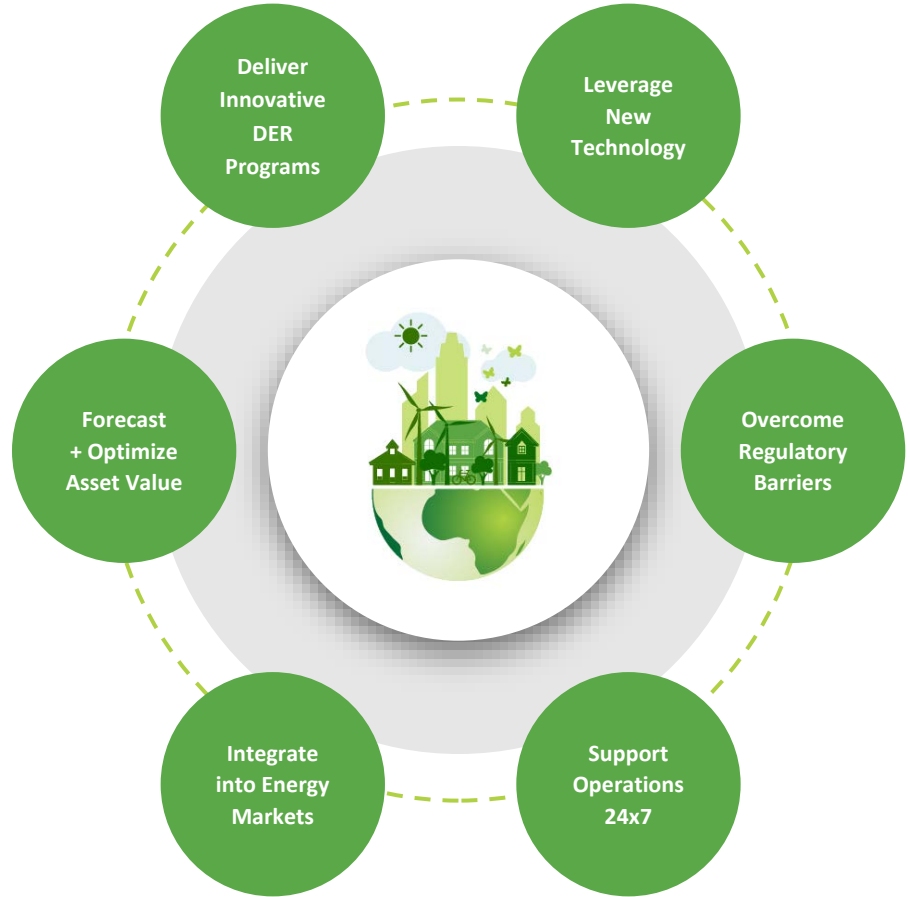 Deliver
Innovative
DER
Programs
Leverage
New
Technology
Forecast
+ Optimize
Asset Value
Overcome
Regulatory
Barriers
Integrate
into Energy
Markets
Support
Operations
24x7